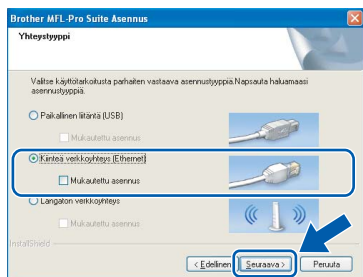 Brother MFL-Pro Suite Asennus
Yhteystyyppi
Valitse käyttötarkoitusta parhaiten vastaava asennustyyppiä.Napsauta haluamaasi
asennustyyppiä.
Paikallinen liitäntä (USB)
Mukautettu asennus
Kiinteä verkkoyhteys (Ethernet)
Mukautettu asennus
Langaton verkkoyhteys
Mukautettu asennus
InstallShield
< Edellinen
Seuraava >
Peruuta